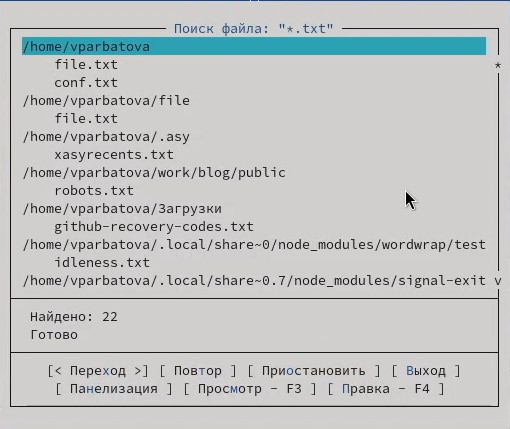 Поиск файла: "*.txt"
/home/vparbatova
file.txt
*
conf.txt
/home/vparbatova/file
file.txt
/home/vparbatova/.asy
xasyrecents.txt
/home/vparbatova/work/blog/public
robots.txt
/home/vparbatova/Загрузки
github-recovery-codes.txt
/home/vparbatova/.local/share~0/node_modules/wordwrap/test
idleness.txt
/home/vparbatova/.local/share~0.7/node_modules/signal-exit v
Найдено: 22
Готово
[< Переход >] [ Повтор ] [ Приостановить ] [ Выход ]
[ Панелизация ] [ Просмотр - F3 ] [ Правка - F4 ]